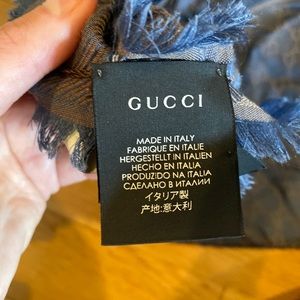 GUCCI
MADE IN ITALY
FABRIQUE EN ITALIE
HERGESTELLT IN ITALIEN
HECHO EN ITALIA
PRODUZIDO NA ITALIA
СДЕЛАНО В ИТАЛИИ
イタリア製
产地:意大利